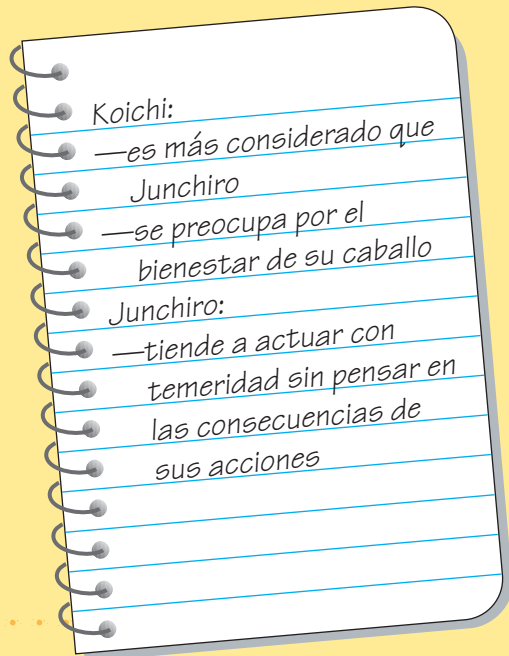 Koichi:
—es más considerado que
Junchiro
—se preocupa por el
bienestar de su caballo
Junchiro:
—tiende a actuar con
temeridad sin pensar en
las consecuencias de
sus acciones